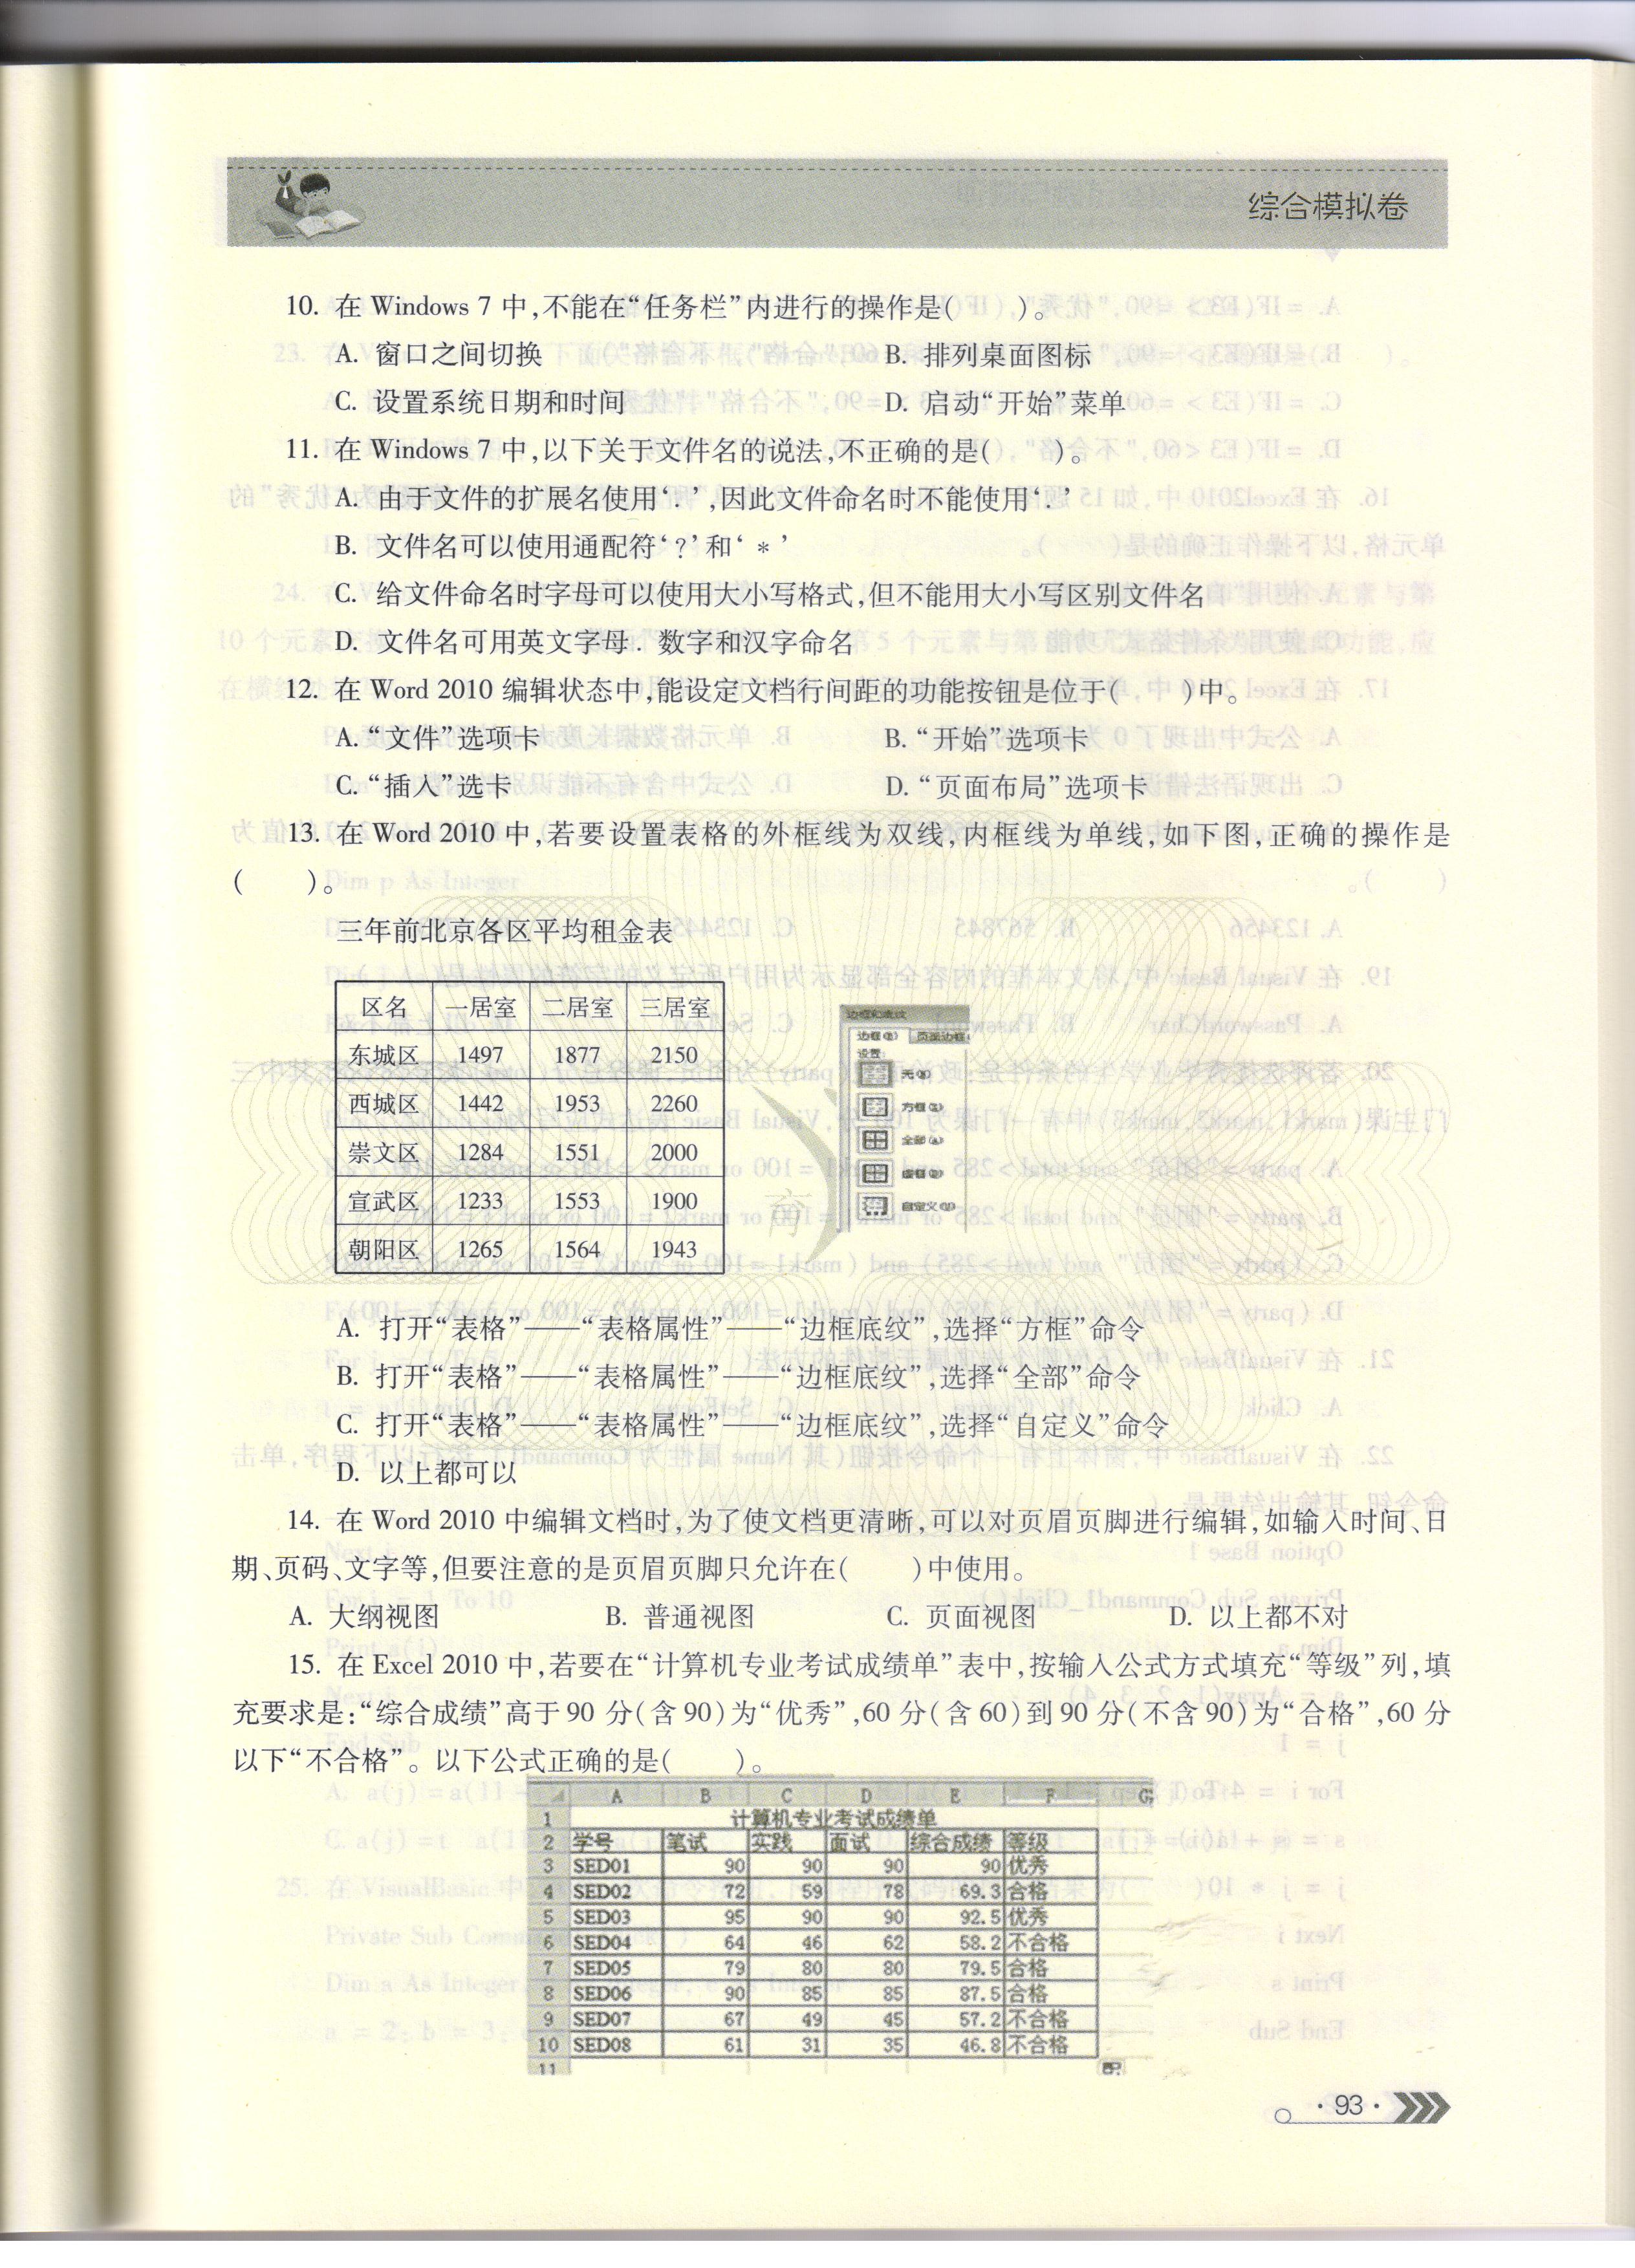 综合模拟卷
10. 在 Windows 7 中,不能在“任务栏”内进行的操作是(　　)。
A. 窗口之间切换　　B. 排列桌面图标
C. 设置系统日期和时间　　D. 启动“开始”菜单
11. 在 Windows 7 中,以下关于文件名的说法,不正确的是(　　)。
A. 由于文件的扩展名使用‘.’,因此文件命名时不能使用‘.’
B. 文件名可以使用通配符‘?’和‘*’
C. 给文件命名时字母可以使用大小写格式,但不能用大小写区别文件名
D. 文件名可用英文字母. 数字和汉字命名
12. 在 Word 2010 编辑状态中,能设定文档行间距的功能按钮是位于(　　)中。
A. “文件”选项卡　　B. “开始”选项卡
C. “插入”选卡　　D. “页面布局”选项卡
13. 在 Word 2010 中,若要设置表格的外框线为双线,内框线为单线,如下图,正确的操作是
(　　)。
三年前北京各区平均租金表
区名 一居室 二居室 三居室
东城区 1497 1877 2150
西城区 1442 1953 2260
崇文区 1284 1551 2000
宣武区 1233 1553 1900
朝阳区 1265 1564 1943
边框和底纹
边框(B) 页面边框
设置:
无(N)
方框(X)
全部(A)
虚框(D)
自定义(U)
A. 打开“表格”——“表格属性”——“边框底纹”,选择“方框”命令
B. 打开“表格”——“表格属性”——“边框底纹”,选择“全部”命令
C. 打开“表格”——“表格属性”——“边框底纹”,选择“自定义”命令
D. 以上都可以
14. 在 Word 2010 中编辑文档时,为了使文档更清晰,可以对页眉页脚进行编辑,如输入时间、日
期、页码、文字等,但要注意的是页眉页脚只允许在(　　)中使用。
A. 大纲视图　　B. 普通视图　　C. 页面视图　　D. 以上都不对
15. 在 Excel 2010 中,若要在“计算机专业考试成绩单”表中,按输入公式方式填充“等级”列,填
充要求是:“综合成绩”高于 90 分(含 90)为“优秀”,60 分(含 60)到 90 分(不含 90)为“合格”,60 分
以下“不合格”。以下公式正确的是(　　)。
A B C D E F G
1 计算机专业考试成绩单
2 学号 笔试 实践 面试 综合成绩 等级
3 SED01 90 90 90 90 优秀
4 SED02 72 59 78 69.3 合格
5 SED03 95 90 90 92.5 优秀
6 SED04 64 46 62 58.2 不合格
7 SED05 79 80 80 79.5 合格
8 SED06 90 85 85 87.5 合格
9 SED07 67 49 45 57.2 不合格
10 SED08 61 31 35 46.8 不合格
11
· 93 ·